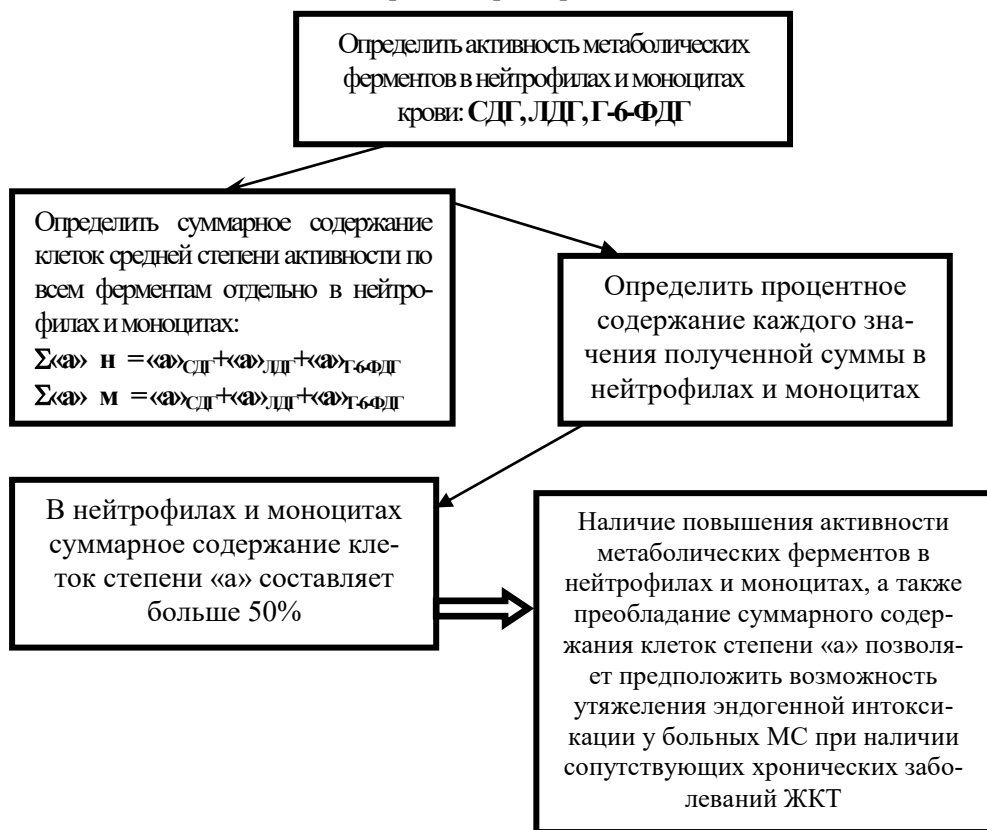 Определить активность метаболических
ферментов в нейтрофилах и моноцитах
крови: СДГ, ЛДГ, Г-6-ФДГ
Определить суммарное содержание
клеток средней степени активности по
всем ферментам отдельно в нейтро-
филах и моноцитах:
Σ«а» н =«а»СДГ+«а»ЛДГ+«а»Г-6-ФДГ
Σ«а» м =«а»СДГ+«а»ЛДГ+«а»Г-6-ФДГ
Определить процентное
содержание каждого зна-
чения полученной суммы в
нейтрофилах и моноцитах
В нейтрофилах и моноцитах
суммарное содержание кле-
ток степени «а» составляет
больше 50%
Наличие повышения активности
метаболических ферментов в
нейтрофилах и моноцитах, а также
преобладание суммарного содер-
жания клеток степени «а» позволя-
ет предположить возможность
утяжеления эндогенной интокси-
кации у больных МС при наличии
сопутствующих хронических забо-
леваний ЖКТ